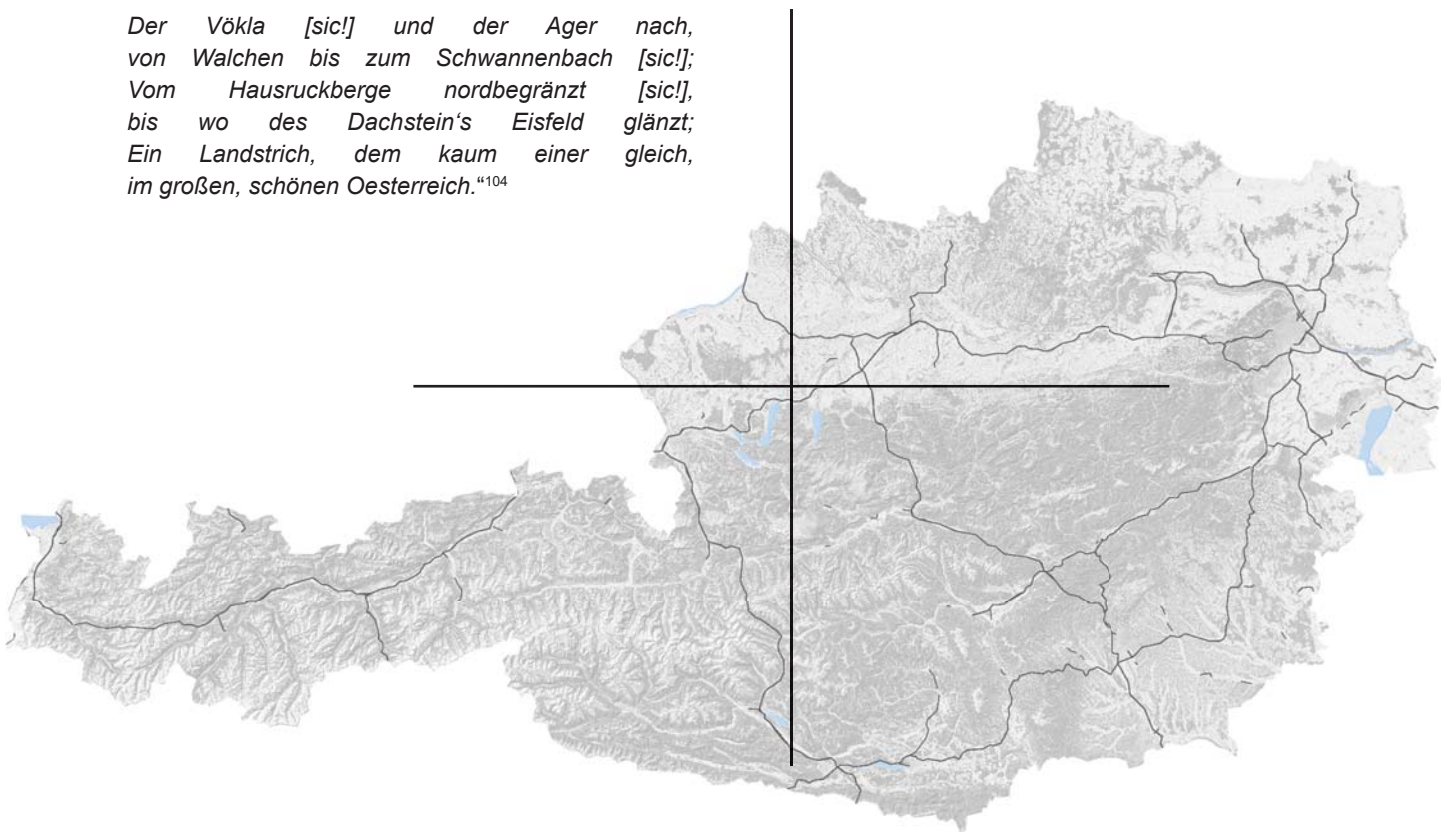 Der Vökla [sic!] und der Ager nach,
von Walchen bis zum Schwannenbach [sic!];
Vom Hausruckberge nordbegränzt [sic!],
bis wo des Dachstein‘s Eisfeld glänzt;
Ein Landstrich, dem kaum einer gleich,
im großen, schönen Oesterreich.“104